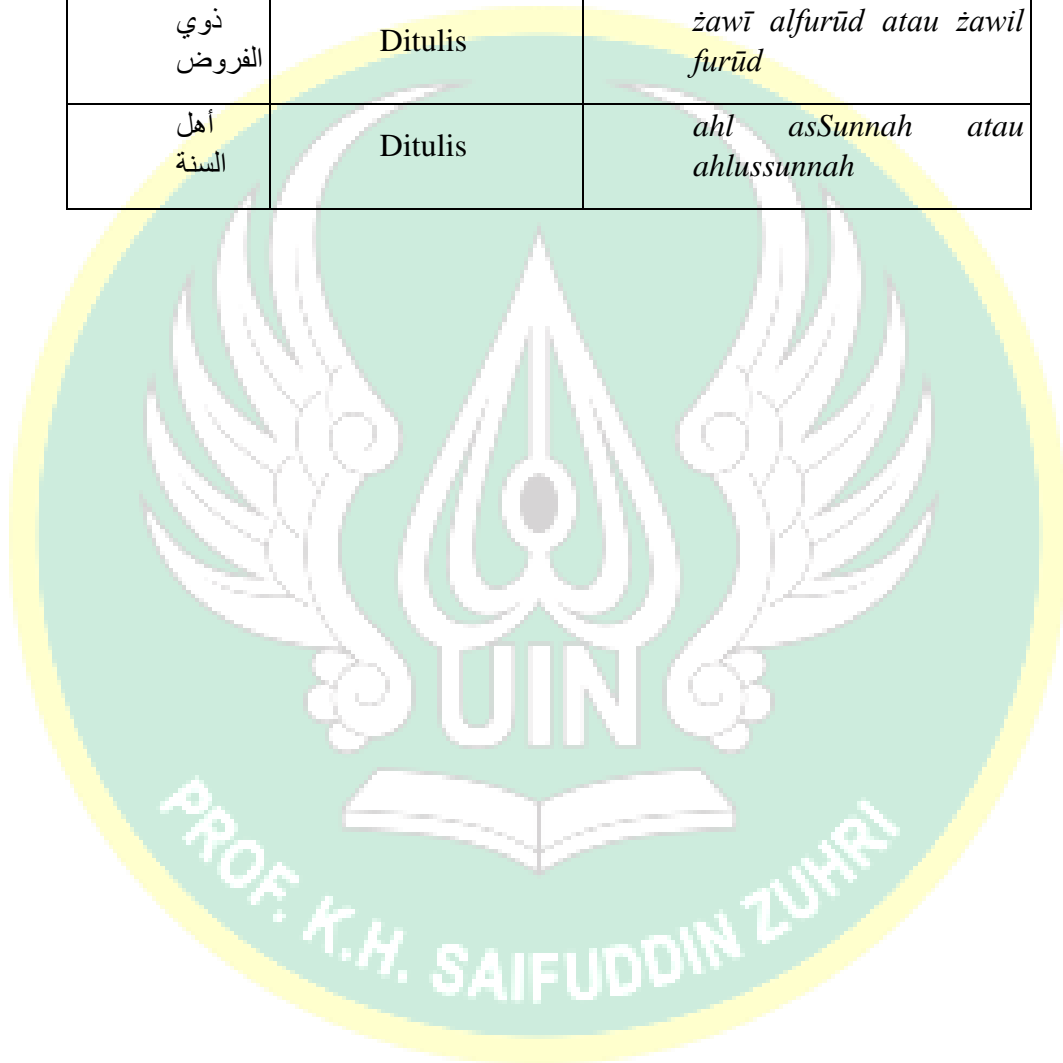 ذوي
الفروض
Ditulis
żawī alfurūd atau żawil
furūd
أهل
السنة
Ditulis
ahl asSunnah atau
ahlussunnah
UIN
PROF. K.H. SAIFUDDIN ZUHRI